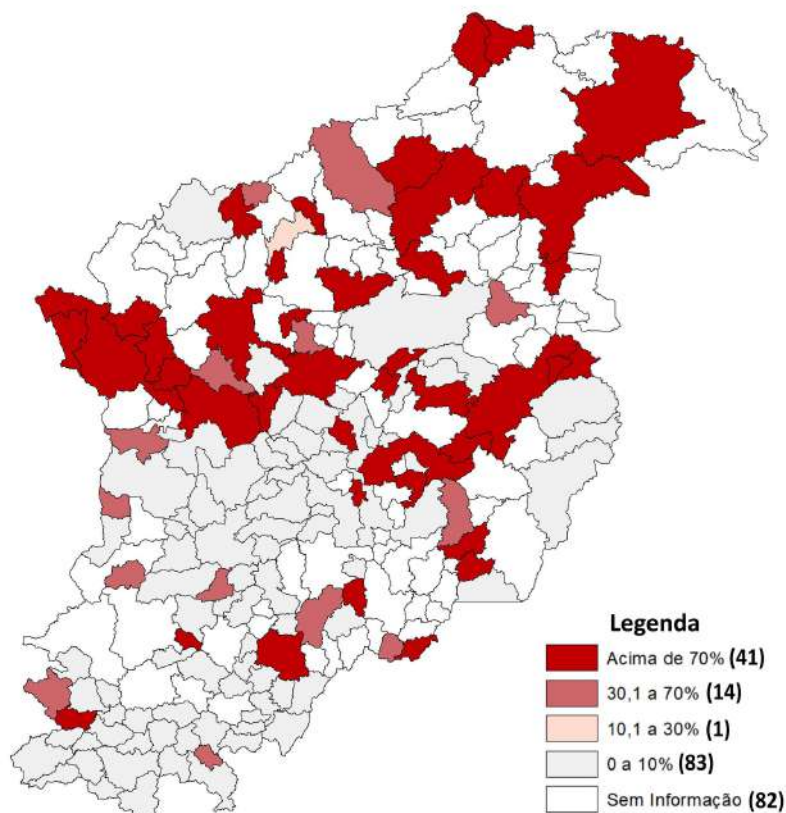 Legenda
Acima de 70% (41)
30,1 a 70% (14)
10,1 a 30% (1)
0 a 10% (83)
Sem Informação (82)